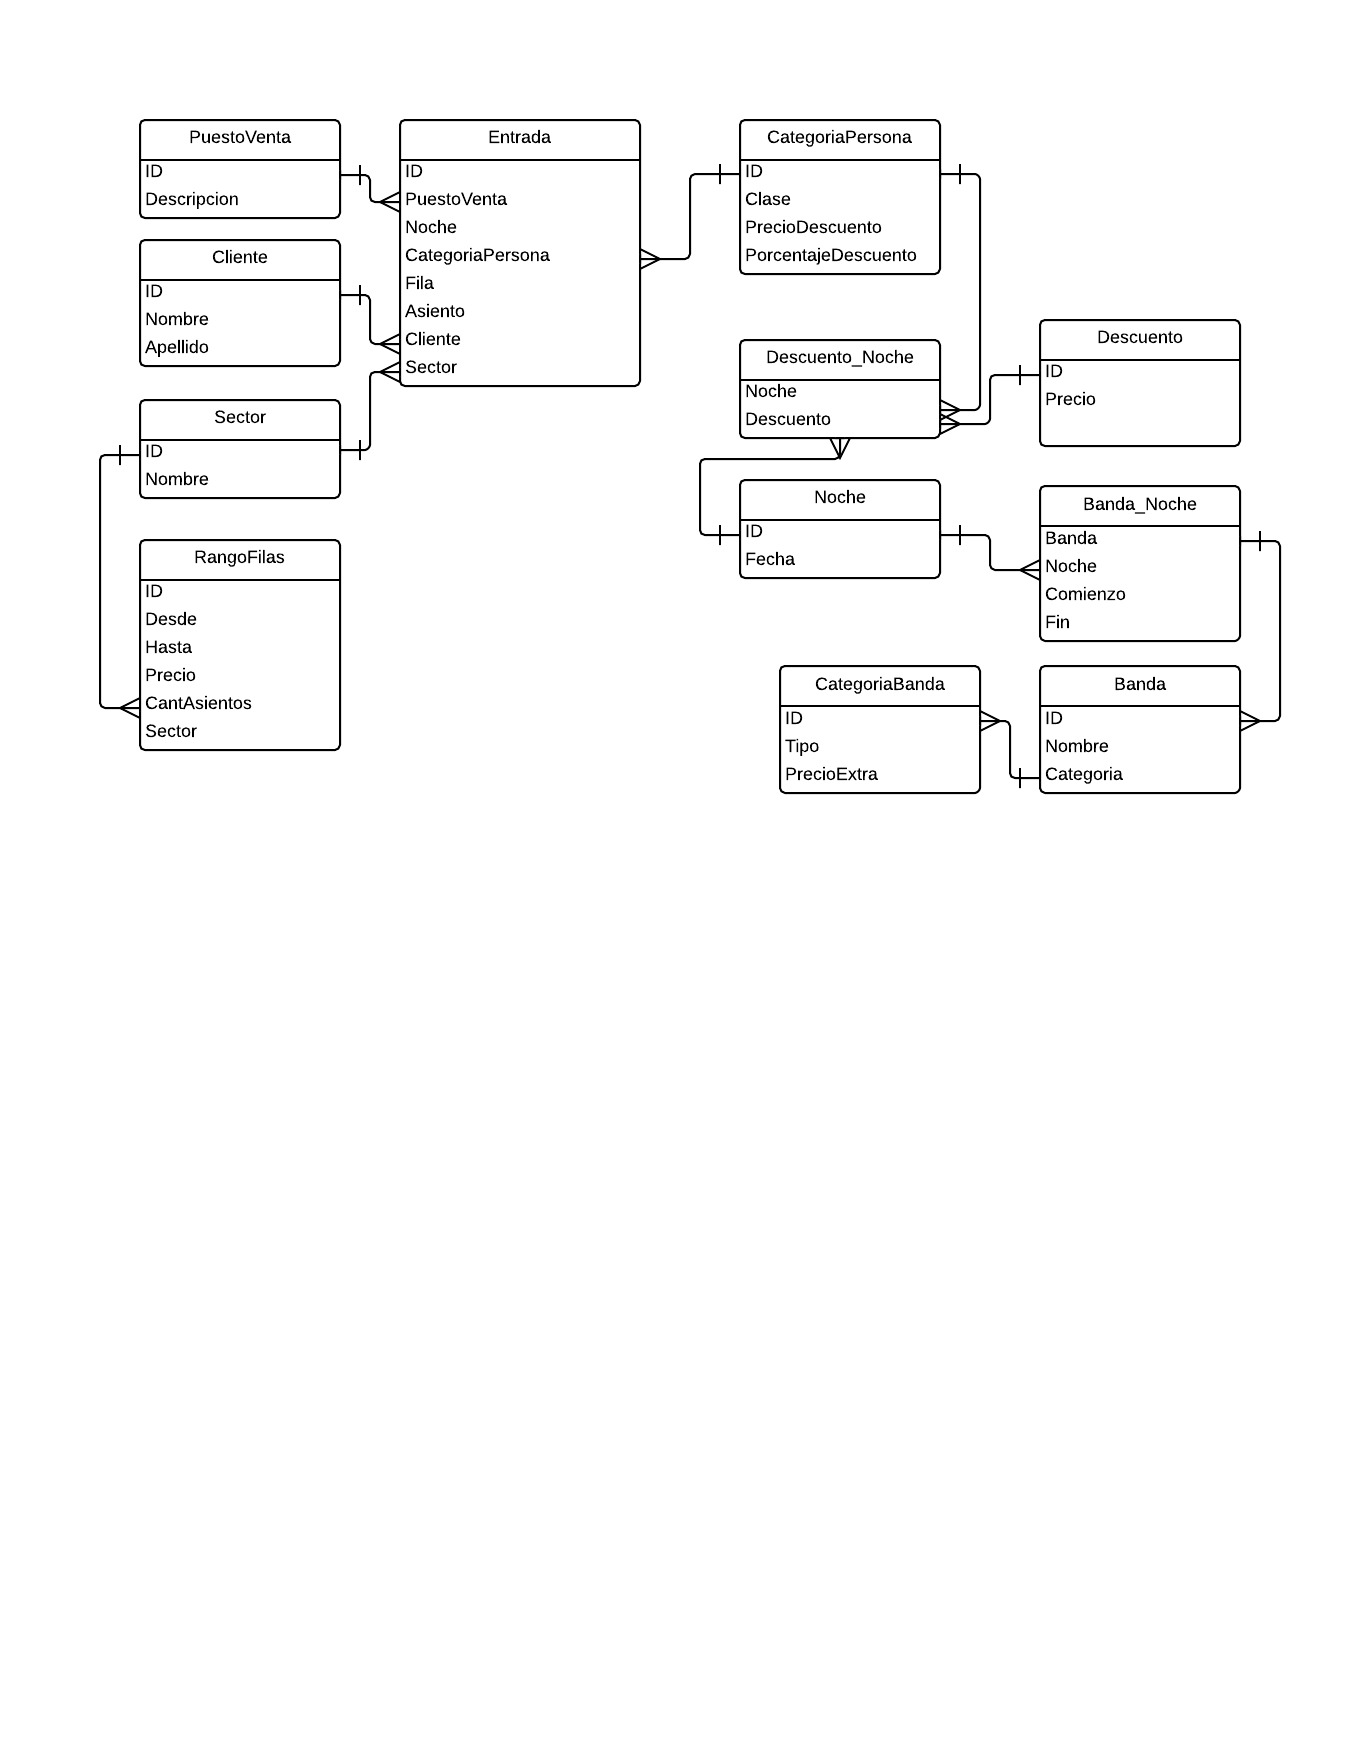 PuestoVenta
ID
Descripcion
Cliente
ID
Nombre
Apellido
Sector
ID
Nombre
RangoFilas
ID
Desde
Hasta
Precio
CantAsientos
Sector
Entrada
ID
PuestoVenta
Noche
CategoriaPersona
Fila
Asiento
Cliente
Sector
CategoriaPersona
ID
Clase
PrecioDescuento
PorcentajeDescuento
Descuento_Noche
Noche
Descuento
Noche
ID
Fecha
CategoriaBanda
ID
Tipo
PrecioExtra
Descuento
ID
Precio
Banda_Noche
Banda
Noche
Comienzo
Fin
Banda
ID
Nombre
Categoria